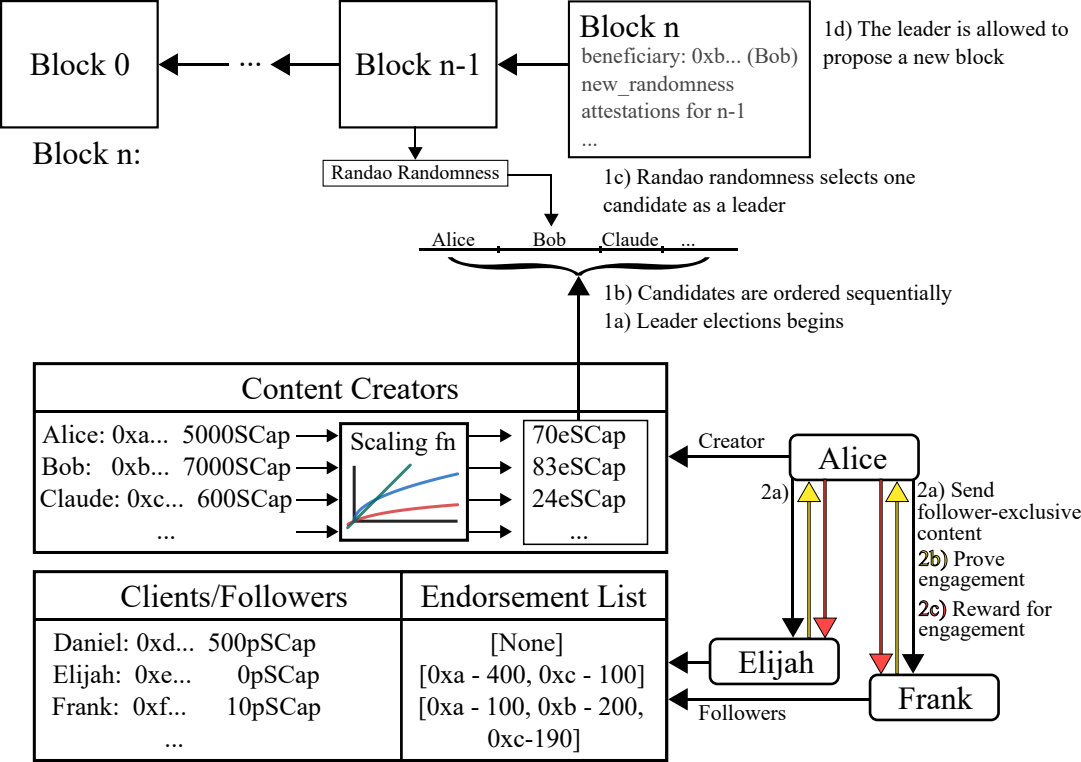 Block 0
...
Block n-1
Block n
beneficiary: 0xb... (Bob)
new_randomness
attestations for n-1
...
1d) The leader is allowed to
propose a new block
Block n:
Randao Randomness
1c) Randao randomness selects one
candidate as a leader
Alice Bob Claude ...
1b) Candidates are ordered sequentially
1a) Leader elections begins
Content Creators
Alice: 0xa... 5000SCap
Bob: 0xb... 7000SCap
Claude: 0xc... 600SCap
...
Scaling fn
70eSCap
83eSCap
24eSCap
...
Creator
Alice
2a)
2a) Send
follower-exclusive
content
2b) Prove
engagement
2c) Reward for
engagement
Clients/Followers
Endorsement List
Daniel: 0xd... 500pSCap
[None]
Elijah: 0xe... 0pSCap
[0xa - 400, 0xc - 100]
Frank: 0xf... 10pSCap
[0xa - 100, 0xb - 200,
0xc-190]
...
Elijah
Frank
Followers